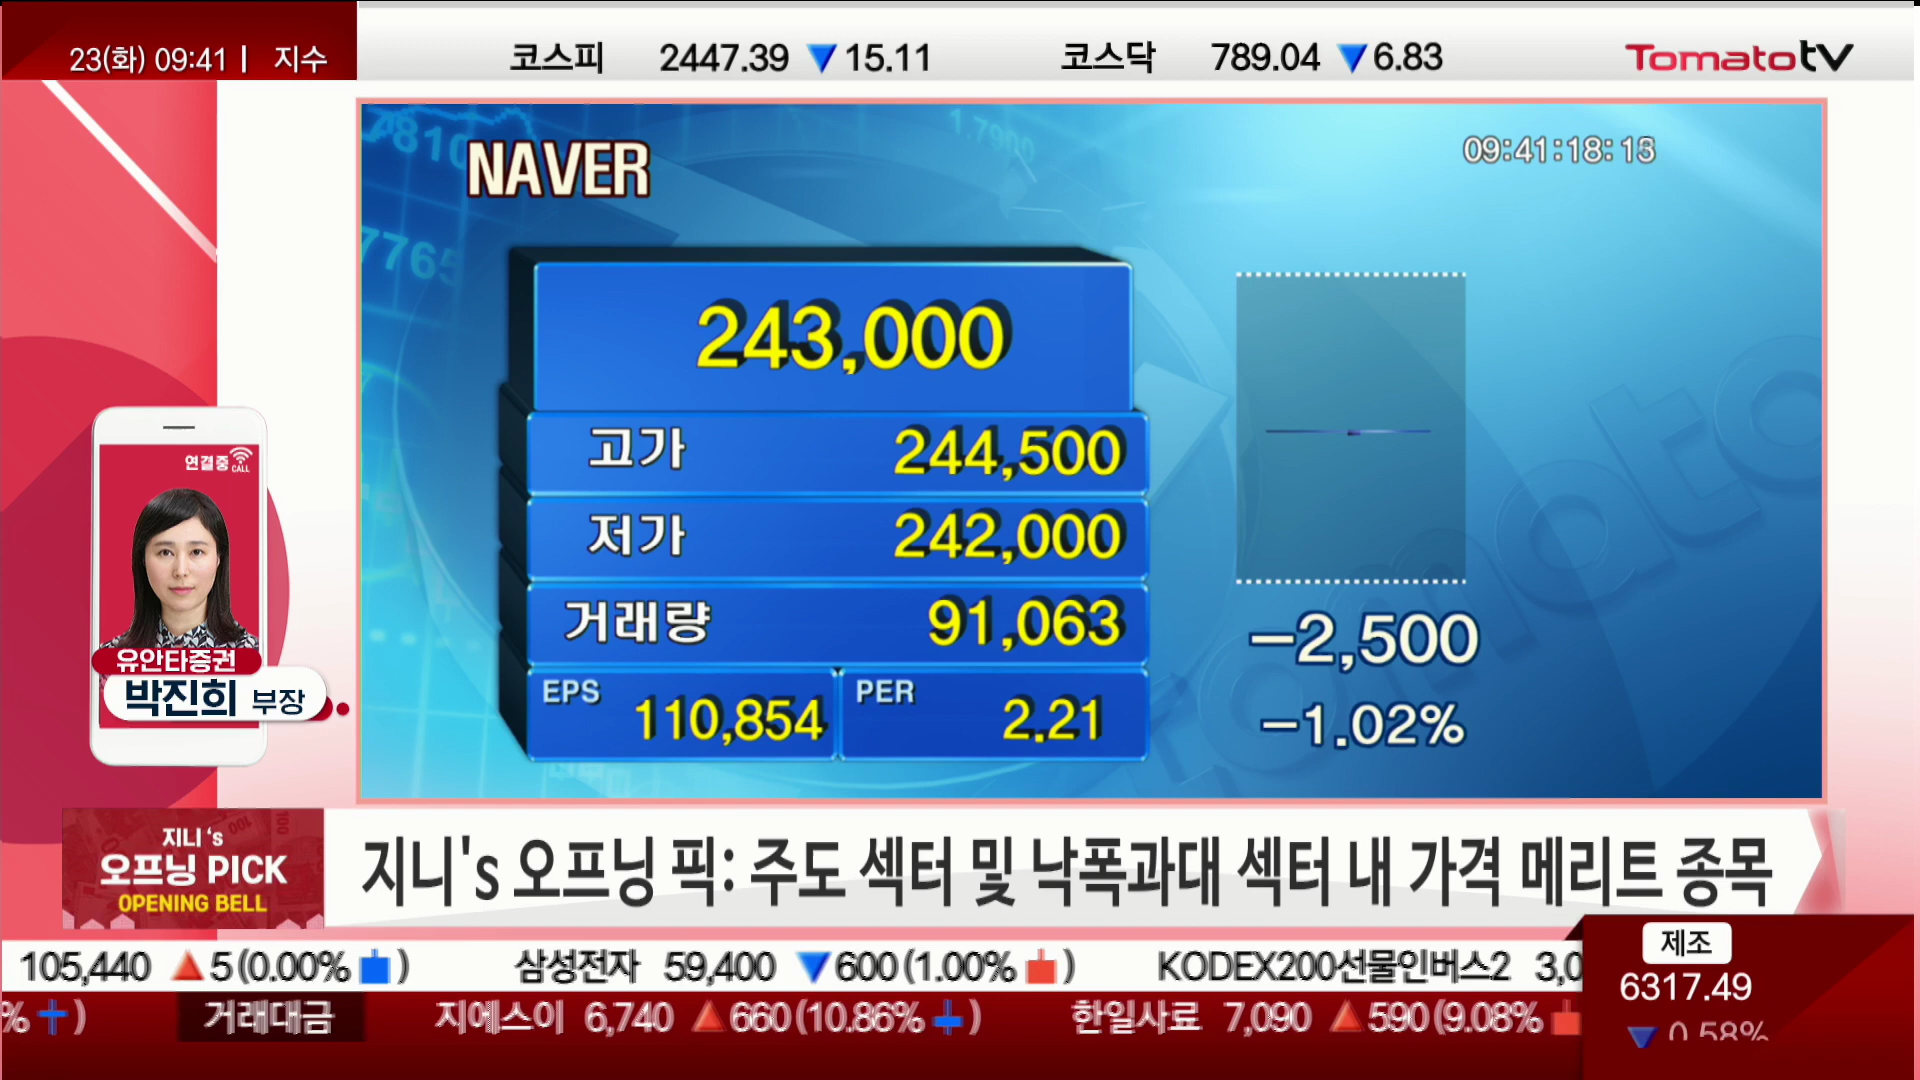 23(화) 09:41 | 지수
코스피 2447.39 ▼15.11 코스닥 789.04 ▼6.83
Tomatotv
NAVER
09:41:18:13
243,000
고가 244,500
저가 242,000
거래량 91,063
EPS 110,854 PER 2.21
-2,500
-1.02%
연결중
CALL
유안타증권
박진희 부장
tomato
지니‘s
오프닝 PICK
OPENING BELL
지니's 오프닝 픽: 주도 섹터 및 낙폭과대 섹터 내 가격 메리트 종목
105,440 ▲5(0.00%) 삼성전자 59,400 ▼600(1.00%) KODEX200선물인버스2 3,0
%) 거래대금 지에스이 6,740 ▲660(10.86%) 한일사료 7,090 ▲590(9.08%
제조
6317.49
▼0.58%